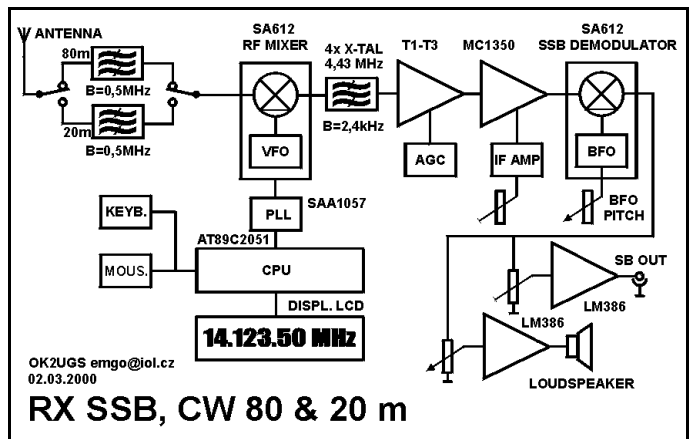 ANTENNA
80m
B=0,5MHz
20m
B=0,5MHz
SA612
RF MIXER
VFO
4x X-TAL
4,43 MHz
B=2,4kHz
T1-T3
AGC
MC1350
IF AMP
SA612
SSB DEMODULATOR
BFO
BFO
PITCH
KEYB.
MOUS.
PLL
SAA1057
AT89C2051
CPU
DISPL. LCD
14.123.50 MHz
SB OUT
LM386
LM386
LOUDSPEAKER
OK2UGS emgo@iol.cz
02.03.2000
RX SSB, CW 80 & 20 m